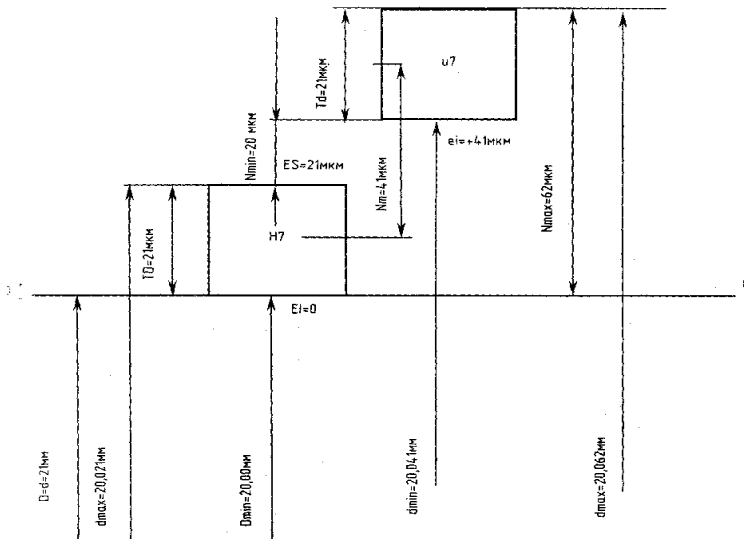 u7
Td=21мкм
ei=+41мкм
Nmin=20 мкм
ES=21мкм
Nm=41мкм
Nmax=62мкм
H7
TD=21мкм
EI=0
D=d=21мм
dmax=20,021мм
Dmin=20,00мм
dmin=20,041мм
dmax=20,062мм